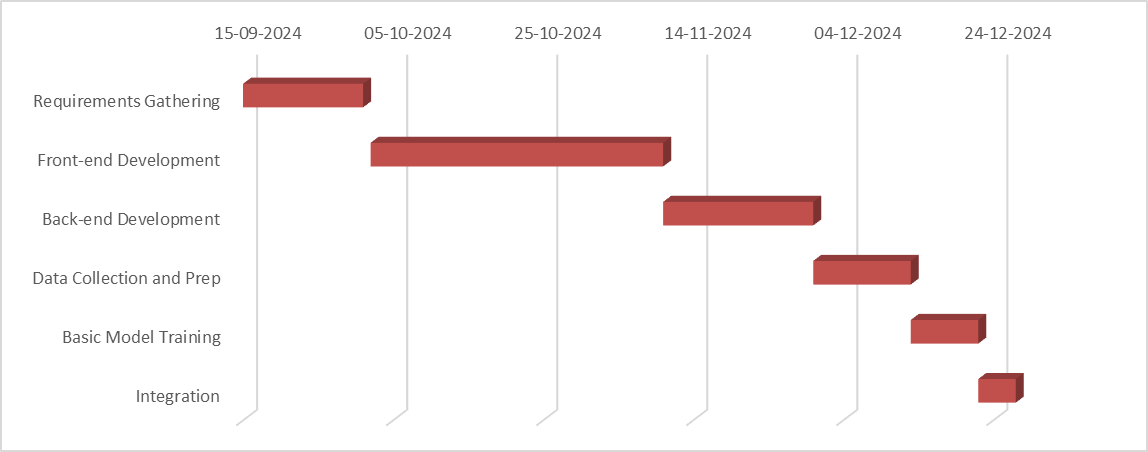 15-09-2024 05-10-2024 25-10-2024 14-11-2024 04-12-2024 24-12-2024
Requirements Gathering
Front-end Development
Back-end Development
Data Collection and Prep
Basic Model Training
Integration